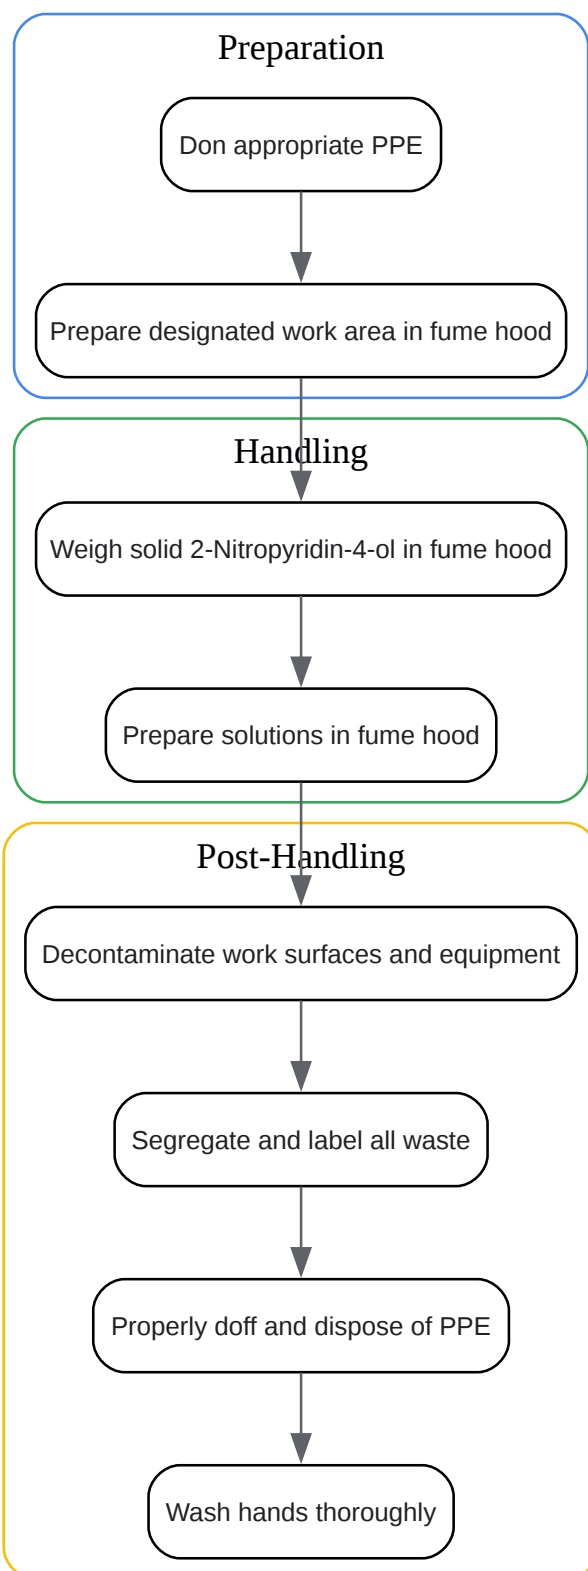 Preparation
Don appropriate PPE
Prepare designated work area in fume hood
Handling
Weigh solid 2-Nitropyridin-4-ol in fume hood
Prepare solutions in fume hood
Post-Handling
Decontaminate work surfaces and equipment
Segregate and label all waste
Properly doff and dispose of PPE
Wash hands thoroughly